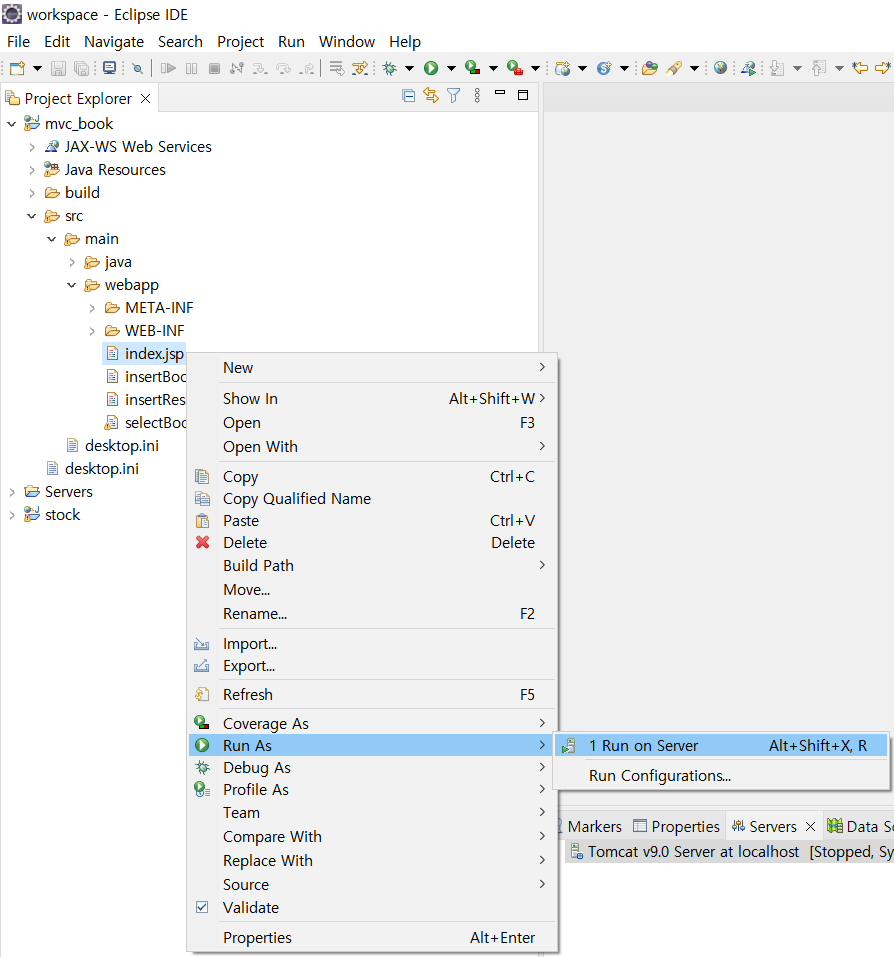 workspace - Eclipse IDE
File Edit Navigate Search Project Run Window Help
Project Explorer
mvc_book
JAX-WS Web Services
Java Resources
build
src
main
java
webapp
META-INF
WEB-INF
index.jsp
insertBoo
insertRes
selectBoo
desktop.ini
desktop.ini
Servers
stock
New
Show In Alt+Shift+W
Open F3
Open With
Copy Ctrl+C
Copy Qualified Name
Paste Ctrl+V
Delete Delete
Build Path
Move...
Rename... F2
Import...
Export...
Refresh F5
Coverage As
Run As
Debug As
Profile As
Team
Compare With
Replace With
Source
Validate
Properties Alt+Enter
1 Run on Server Alt+Shift+X, R
Run Configurations...
Markers Properties Servers Data So
Tomcat v9.0 Server at localhost [Stopped, Sy